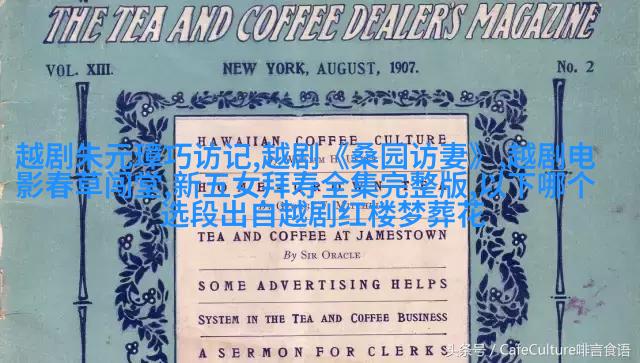 THE TEA AND COFFEE DEALER'S MAGAZINE
VOL. XIII. NEW YORK, AUGUST, 1907. No. 2
HAWAIIAN COFFEE CULTURE
越剧朱元璋巧访记,越剧《桑园访妻》,越剧电
影春草闯堂,新五女拜寿全集完整版,以下哪个
选段出自越剧红楼梦葬花
TEA AND COFFEE AT JAMESTOWN
By SIR ORACLE
SOME ADVERTISING HELPS
SYSTEM IN THE TEA AND COFFEE BUSINESS
A SERMON FOR CLERKS
头条号 / CafeCulture啡言食语